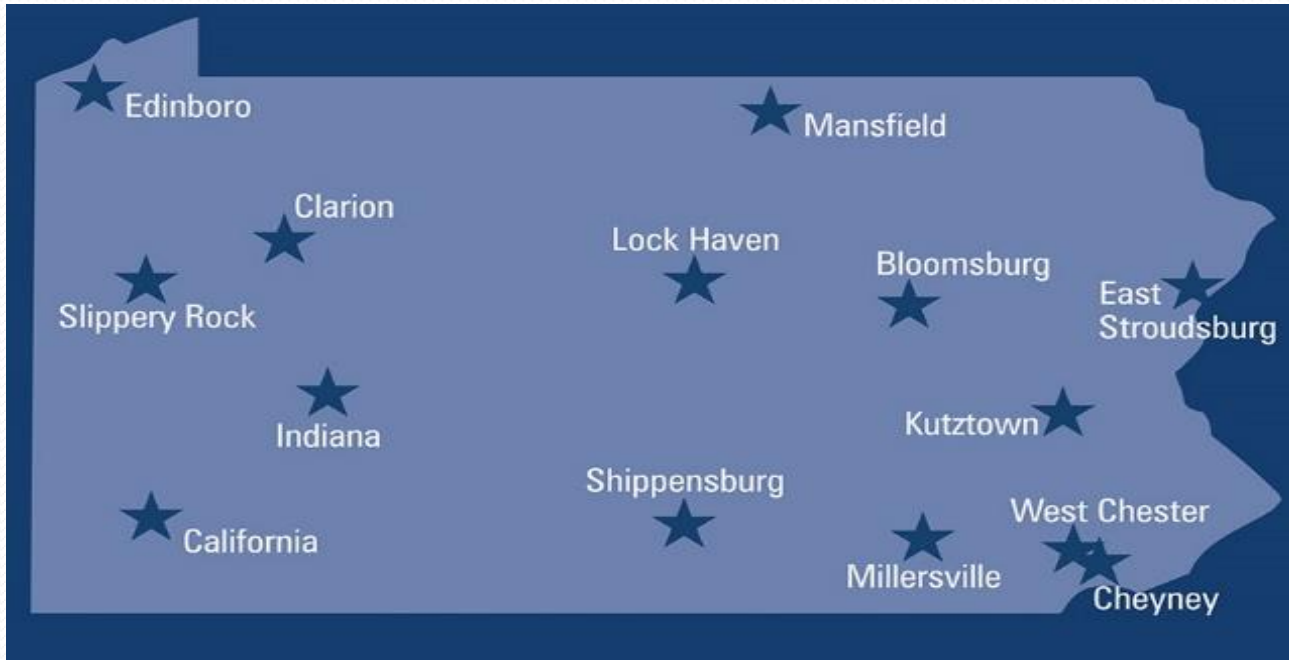 Edinboro
Mansfield
Clarion
Lock Haven
Bloomsburg
East
Stroudsburg
Slippery Rock
Kutztown
Indiana
Shippensburg
West Chester
California
Millersville
Cheyney